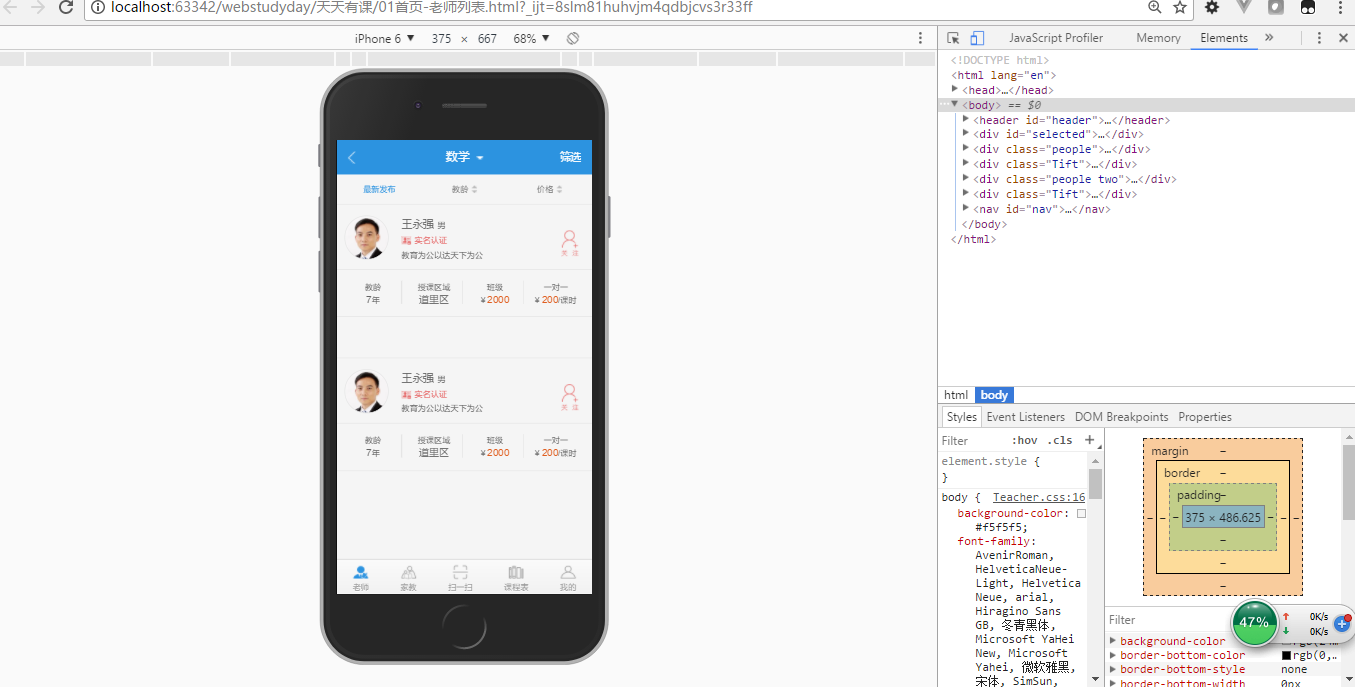 localhost:63342/webstudyday/天天有课/01首页-老师列表.html?_ijt=8slm81huhvjm4qdbjcvs3r33ff
iPhone 6 ▼ 375 × 667 68% ▼
JavaScript Profiler Memory Elements »
<!DOCTYPE html>
<html lang="en">
<head>…</head>
<body> == $0
<header id="header">…</header>
<div id="selected">…</div>
<div class="people">…</div>
<div class="Tift">…</div>
<div class="people two">…</div>
<div class="Tift">…</div>
<nav id="nav">…</nav>
</body>
</html>
数学 筛选
最新发布 教龄 价格
王永强 男
实名认证
教育为公以达天下为公
关 注
教龄 授课区域 班级 一对一
7年 道里区 ¥2000 ¥ 200/课时
王永强 男
实名认证
教育为公以达天下为公
关 注
教龄 授课区域 班级 一对一
7年 道里区 ¥2000 ¥ 200/课时
老师 家教 扫一扫 课程表 我的
html body
Styles Event Listeners DOM Breakpoints Properties
Filter :hov .cls +
element.style {
}
body { Teacher.css:16
background-color:
#f5f5f5;
font-family:
AvenirRoman,
HelveticaNeue-
Light, Helvetica
Neue, arial,
Hiragino Sans
GB, 冬青黑体,
Microsoft YaHei
New, Microsoft
Yahei, 微软雅黑,
宋体, SimSun,
margin –
border –
padding –
– – – 375 × 486.625 – – –
–
–
–
Filter
background-color
border-bottom-color rgb(0,…
border-bottom-style none
border-bottom-width 0px
47%
0K/s
0K/s